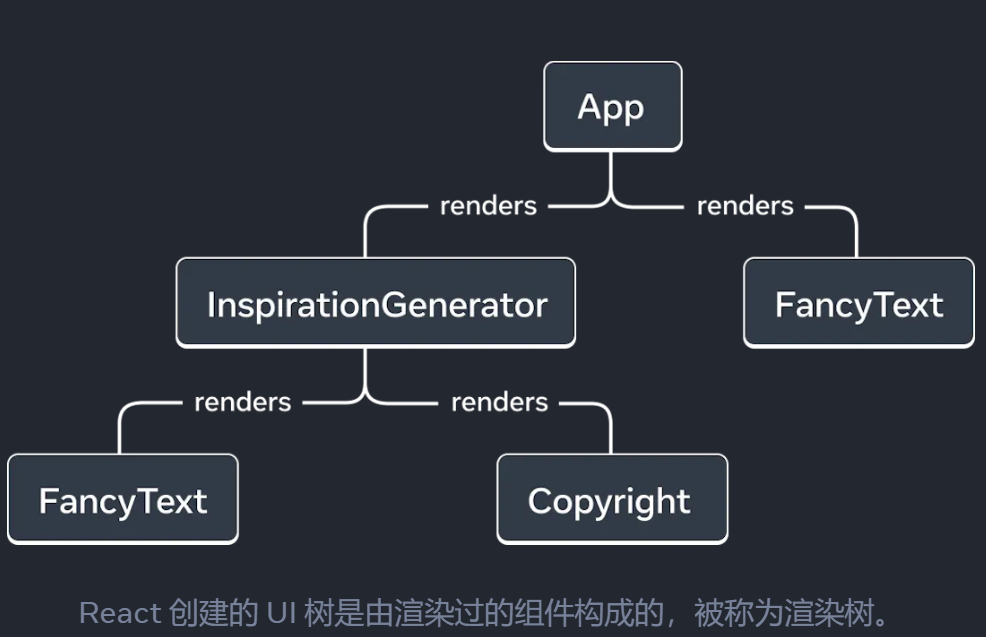 App
renders
renders
InspirationGenerator
FancyText
renders
renders
FancyText
Copyright
React 创建的 UI 树是由渲染过的组件构成的，被称为渲染树。